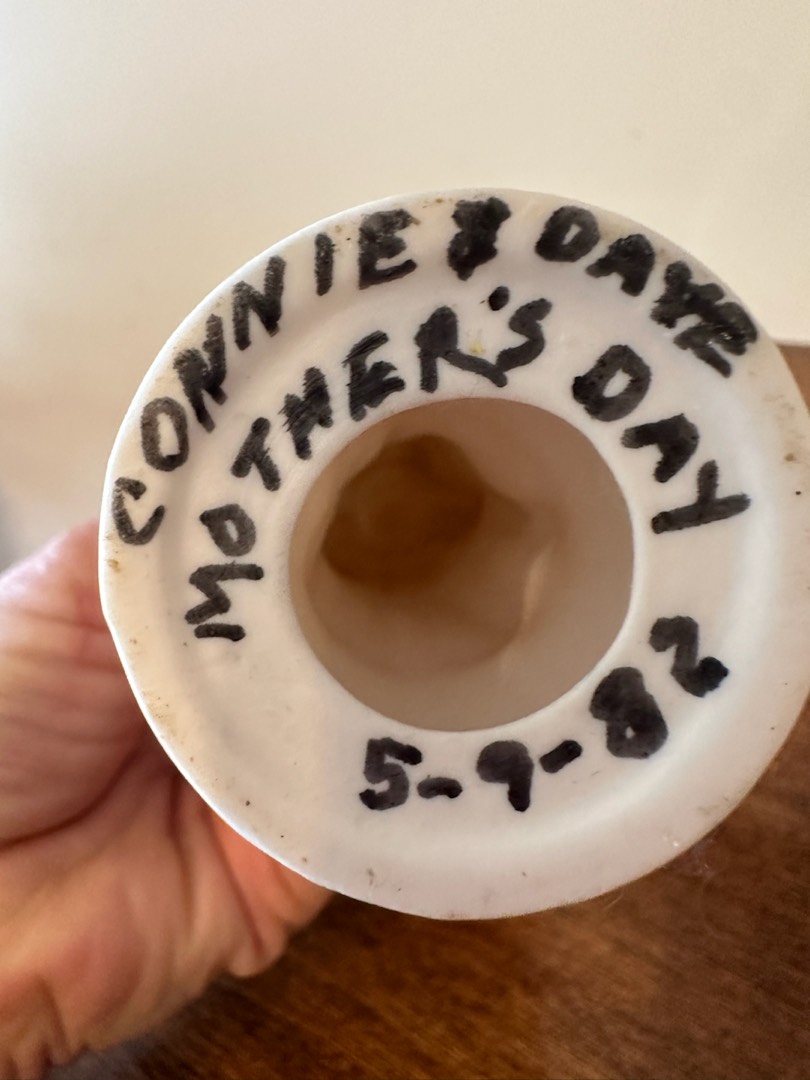 CONNIE & DAVE
MOTHER'S DAY
5-9-82